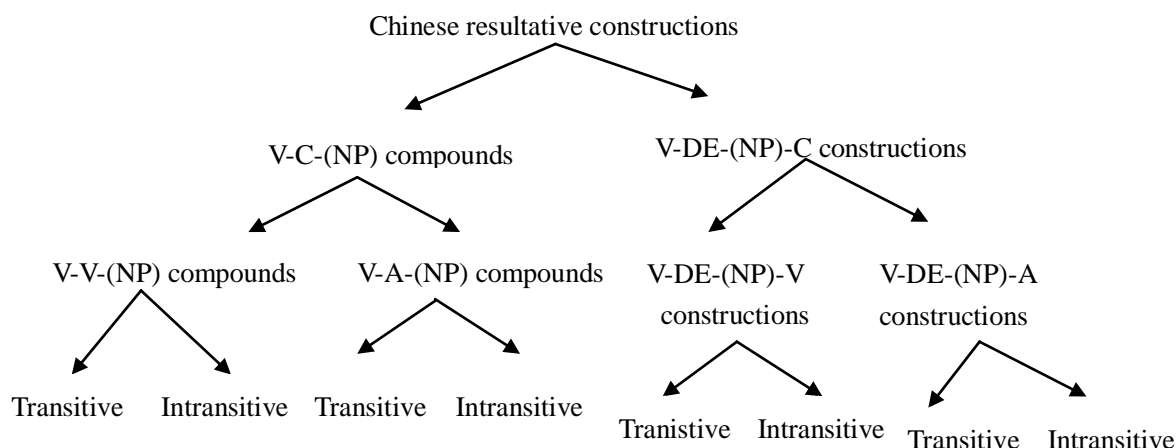 Chinese resultative constructions
V-C-(NP) compounds
V-DE-(NP)-C constructions
V-V-(NP) compounds
V-A-(NP) compounds
V-DE-(NP)-V
constructions
V-DE-(NP)-A
constructions
Transitive
Intransitive
Transitive
Intransitive
Tranistive
Intransitive
Transitive
Intransitive